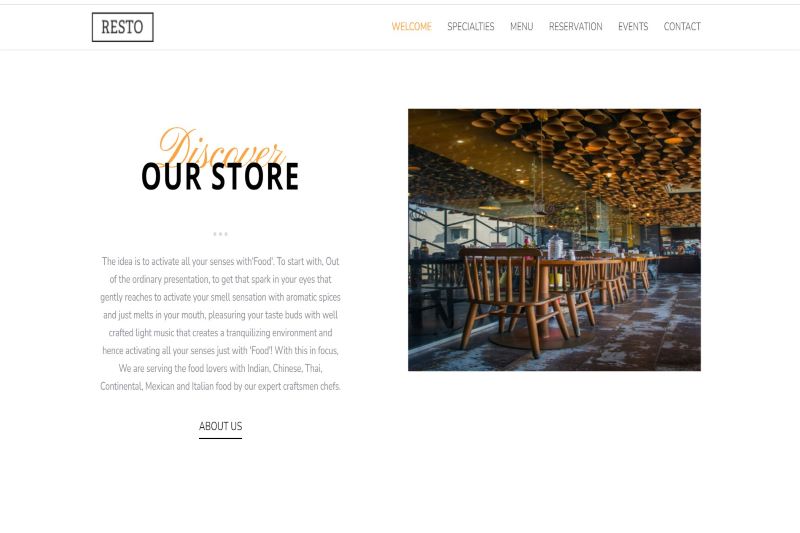 RESTO
WELCOME SPECIALTIES MENU RESERVATION EVENTS CONTACT
Discover
OUR STORE
The idea is to activate all your senses with'Food'. To start with, Out
of the ordinary presentation, to get that spark in your eyes that
gently reaches to activate your smell sensation with aromatic spices
and just melts in your mouth, pleasuring your taste buds with well
crafted light music that creates a tranquilizing environment and
hence activating all your senses just with 'Food'! With this in focus,
We are serving the food lovers with Indian, Chinese, Thai,
Continental, Mexican and Italian food by our expert craftsmen chefs.
ABOUT US